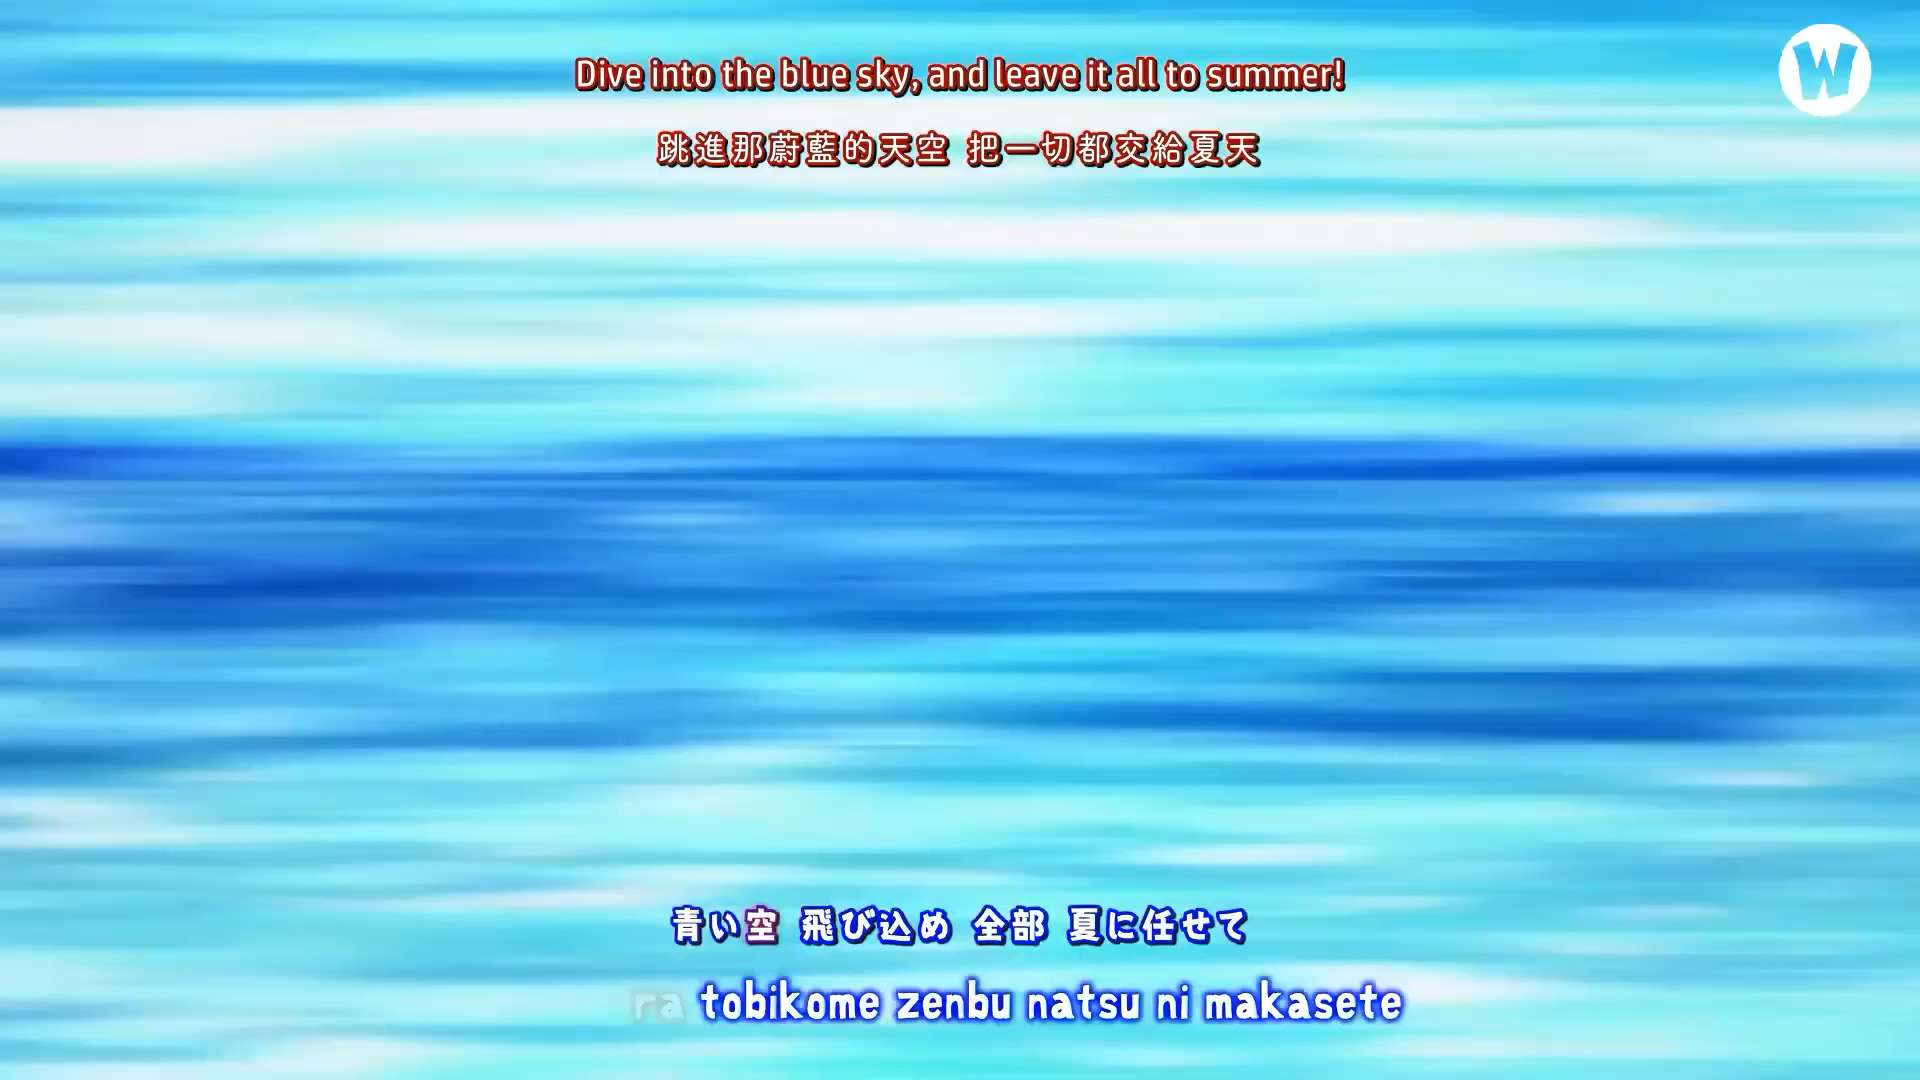 Dive into the blue sky, and leave it all to summer!
跳進那蔚藍的天空 把一切都交給夏天
W
青い空 飛び込め 全部 夏に任せて
ra tobikome zenbu natsu ni makasete